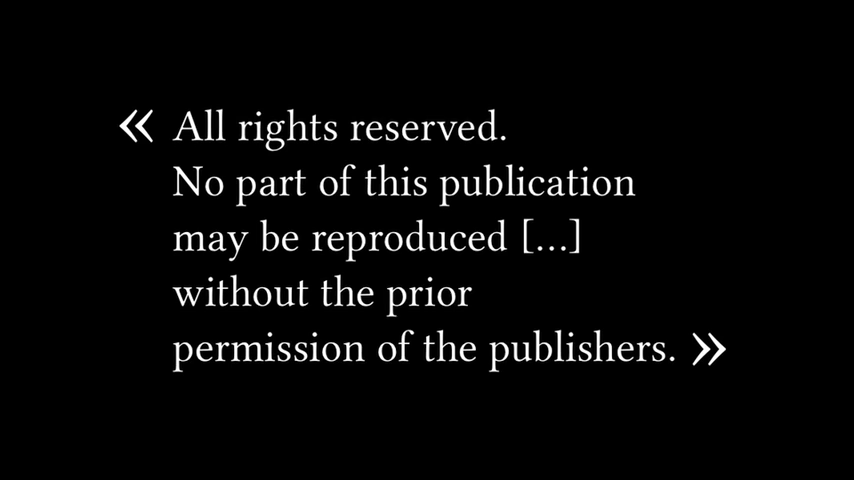 « All rights reserved.
No part of this publication
may be reproduced [...]
without the prior
permission of the publishers. »